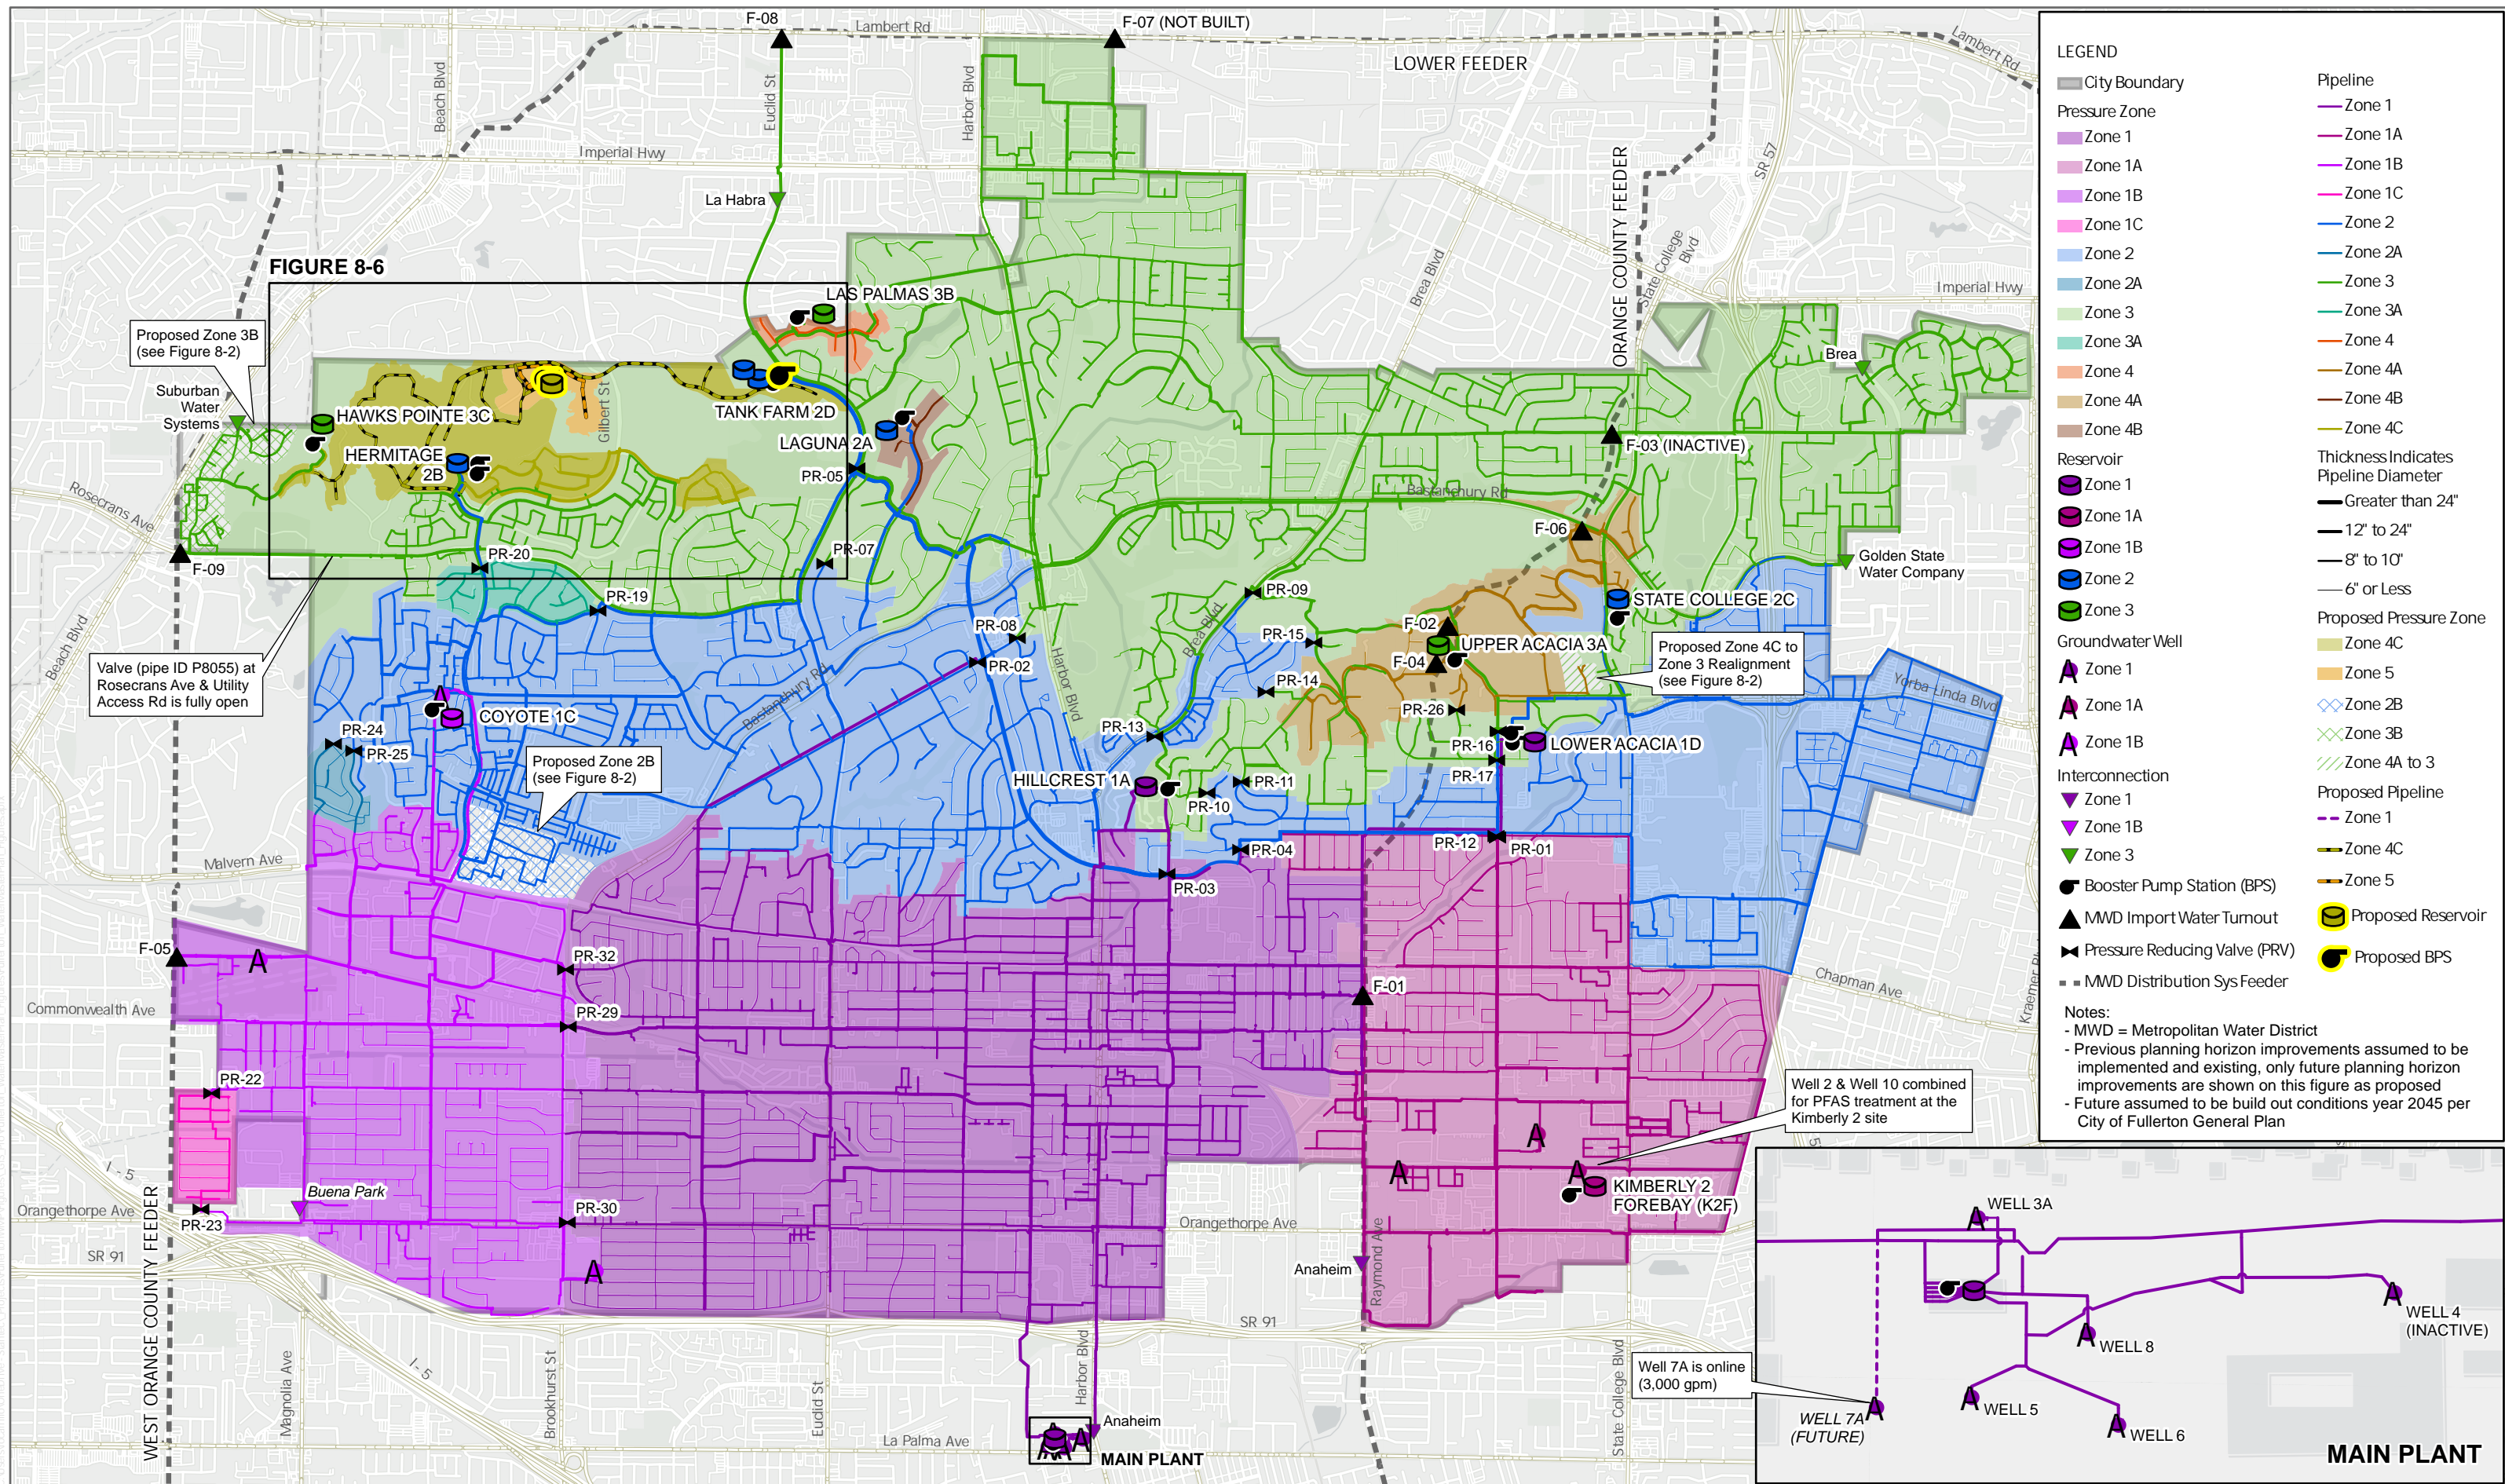 F-08
Lambert Rd
F-07 (NOT BUILT)
LOWER FEEDER
Lambert Rd
Beach Blvd
Euclid St
Harbor Blvd
Imperial Hwy
La Habra
ORANGE COUNTY FEEDER
SR 57
State College
Blvd
Brea Blvd
Imperial Hwy
FIGURE 8-6
LAS PALMAS 3B
Proposed Zone 3B
(see Figure 8-2)
Suburban
Water
Systems
HAWKS POINTE 3C
Gilbert St
TANK FARM 2D
Brea
HERMITAGE
2B
LAGUNA 2A
PR-05
F-03 (INACTIVE)
Rosecrans Ave
Bastanchury Rd
F-06
F-09
PR-20
PR-07
Golden State
Water Company
PR-19
PR-09
STATE COLLEGE 2C
Beach Blvd
PR-08
PR-02
Brea Blvd
PR-15
F-02
UPPER ACACIA 3A
F-04
Proposed Zone 4C to
Zone 3 Realignment
(see Figure 8-2)
Valve (pipe ID P8055) at
Rosecrans Ave & Utility
Access Rd is fully open
Bastanchury Rd
Harbor Blvd
PR-14
Yorba Linda Blvd
COYOTE 1C
PR-26
PR-24
PR-25
PR-13
PR-16
LOWER ACACIA 1D
PR-17
Proposed Zone 2B
(see Figure 8-2)
HILLCREST 1A
PR-11
PR-10
Malvern Ave
PR-04
PR-12
PR-01
PR-03
F-05
PR-32
Chapman Ave
Kraemer Bl
F-01
Commonwealth Ave
PR-29
PR-22
Well 2 & Well 10 combined
for PFAS treatment at the
Kimberly 2 site
I - 5
Buena Park
KIMBERLY 2
FOREBAY (K2F)
Orangethorpe Ave
PR-23
PR-30
Orangethorpe Ave
SR 91
Anaheim
Raymond Ave
WEST ORANGE COUNTY FEEDER
SR 91
Magnolia Ave
I - 5
Brookhurst St
Euclid St
Harbor Blvd
State College Blvd
Anaheim
La Palma Ave
MAIN PLANT
LEGEND
City Boundary
Pressure Zone
Zone 1
Zone 1A
Zone 1B
Zone 1C
Zone 2
Zone 2A
Zone 3
Zone 3A
Zone 4
Zone 4A
Zone 4B
Reservoir
Zone 1
Zone 1A
Zone 1B
Zone 2
Zone 3
Groundwater Well
Zone 1
Zone 1A
Zone 1B
Interconnection
Zone 1
Zone 1B
Zone 3
Booster Pump Station (BPS)
MWD Import Water Turnout
Pressure Reducing Valve (PRV)
MWD Distribution Sys Feeder
Pipeline
Zone 1
Zone 1A
Zone 1B
Zone 1C
Zone 2
Zone 2A
Zone 3
Zone 3A
Zone 4
Zone 4A
Zone 4B
Zone 4C
Thickness Indicates
Pipeline Diameter
Greater than 24"
12" to 24"
8" to 10"
6" or Less
Proposed Pressure Zone
Zone 4C
Zone 5
Zone 2B
Zone 3B
Zone 4A to 3
Proposed Pipeline
Zone 1
Zone 4C
Zone 5
Proposed Reservoir
Proposed BPS
Notes:
- MWD = Metropolitan Water District
- Previous planning horizon improvements assumed to be
implemented and existing, only future planning horizon
improvements are shown on this figure as proposed
- Future assumed to be build out conditions year 2045 per
City of Fullerton General Plan
WELL 3A
WELL 4
(INACTIVE)
WELL 8
Well 7A is online
(3,000 gpm)
WELL 7A
(FUTURE)
WELL 5
WELL 6
MAIN PLANT